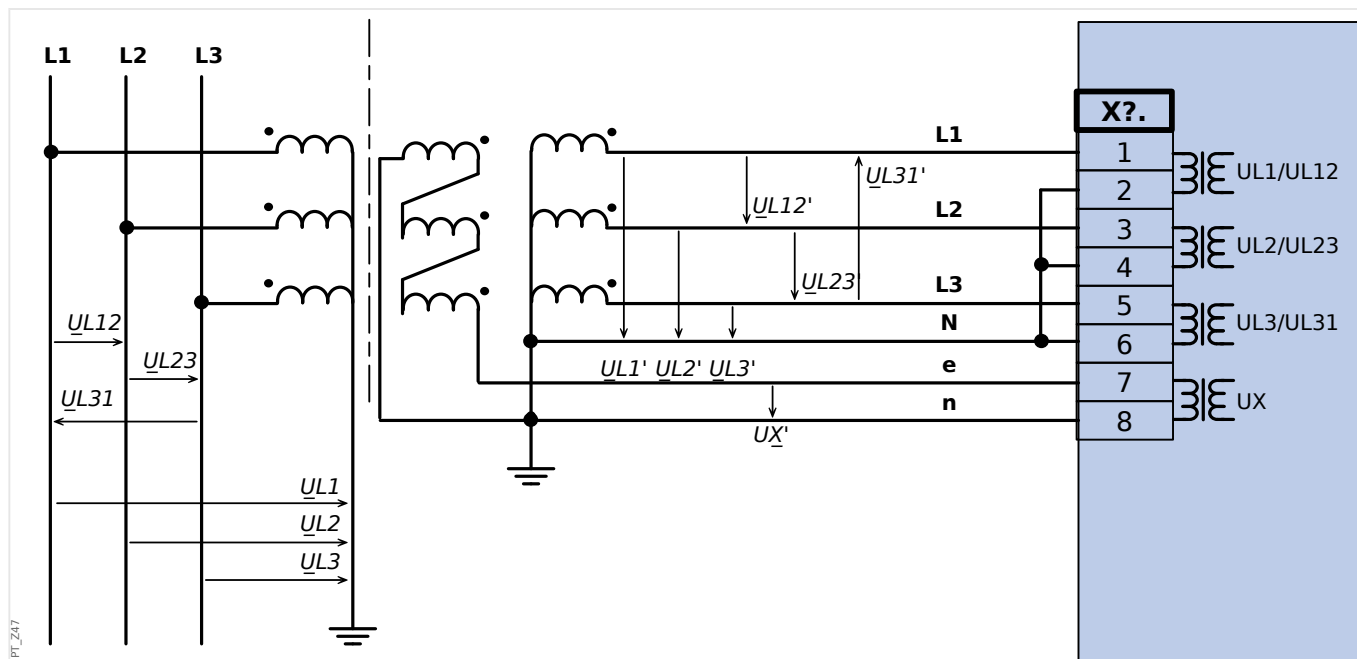 L1 L2 L3
X?.
L1
1
UL31'
UL1/UL12
2
UL12'
L2
3
UL2/UL23
4
UL23'
L3
5
UL3/UL31
N
6
UL12
UL23
UL1' UL2' UL3'
e
7
UL31
n
UX
8
UX'
UL1
UL2
UL3
PT_Z47